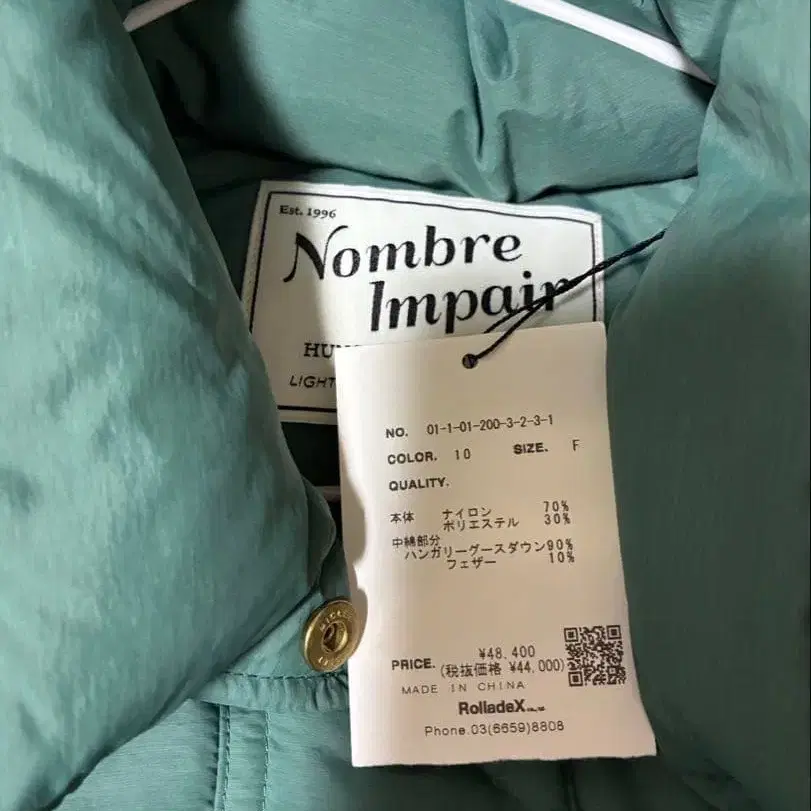 Est. 1996
Nombre
Impair
LIGHT
NO. 01-1-01-200-3-2-3-1
COLOR. 10 SIZE. F
QUALITY.
本体 ナイロン 70%
ポリエステル 30%
中綿部分
ハンガリーグースダウン90%
フェザー 10%
¥48,400
PRICE. (税抜価格 ¥44,000)
MADE IN CHINA
RolladeX
Phone.03(6659)8808